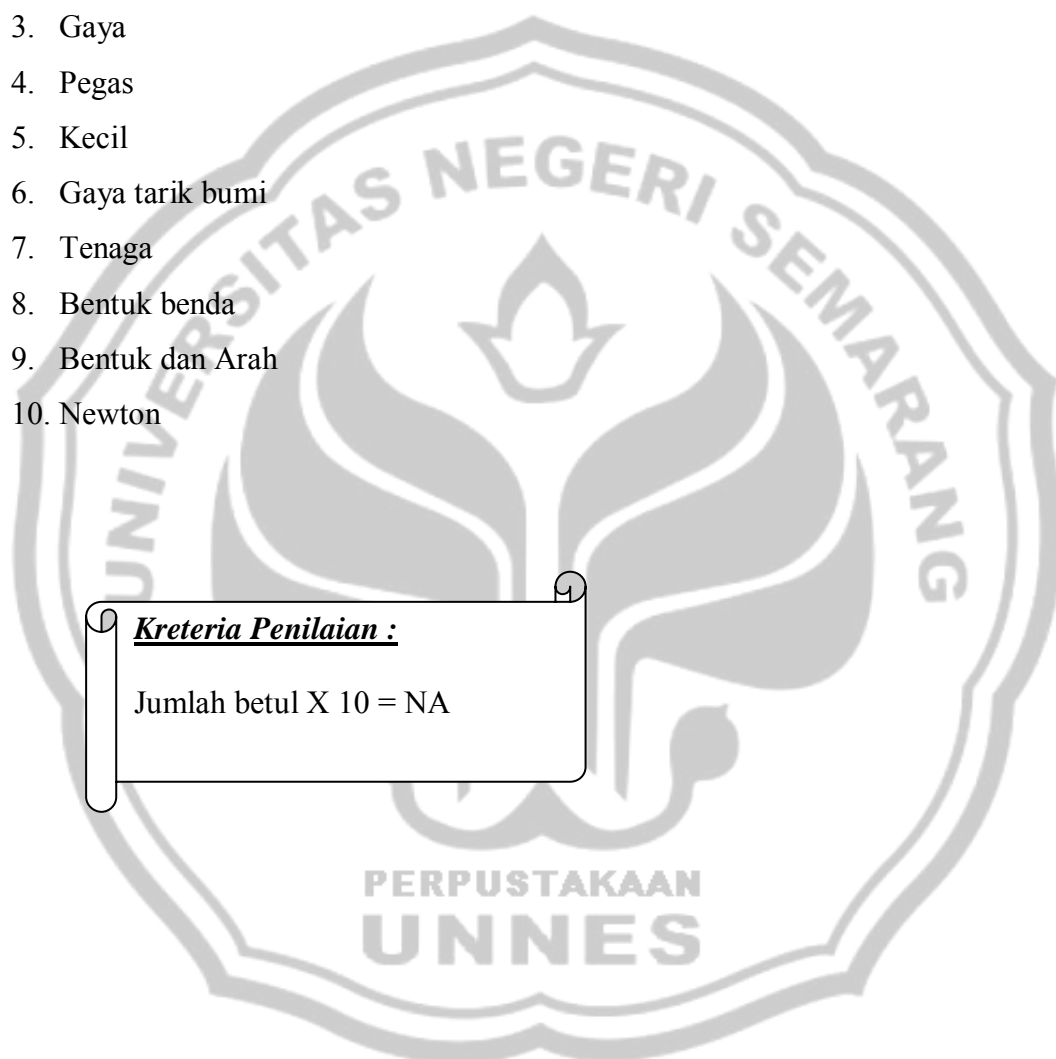 3. Gaya
4. Pegas
5. Kecil
6. Gaya tarik bumi
7. Tenaga
8. Bentuk benda
9. Bentuk dan Arah
10. Newton
UNIVERSITAS NEGERI SEMARANG
Kreteria Penilaian :
Jumlah betul X 10 = NA
PERPUSTAKAAN
UNNES